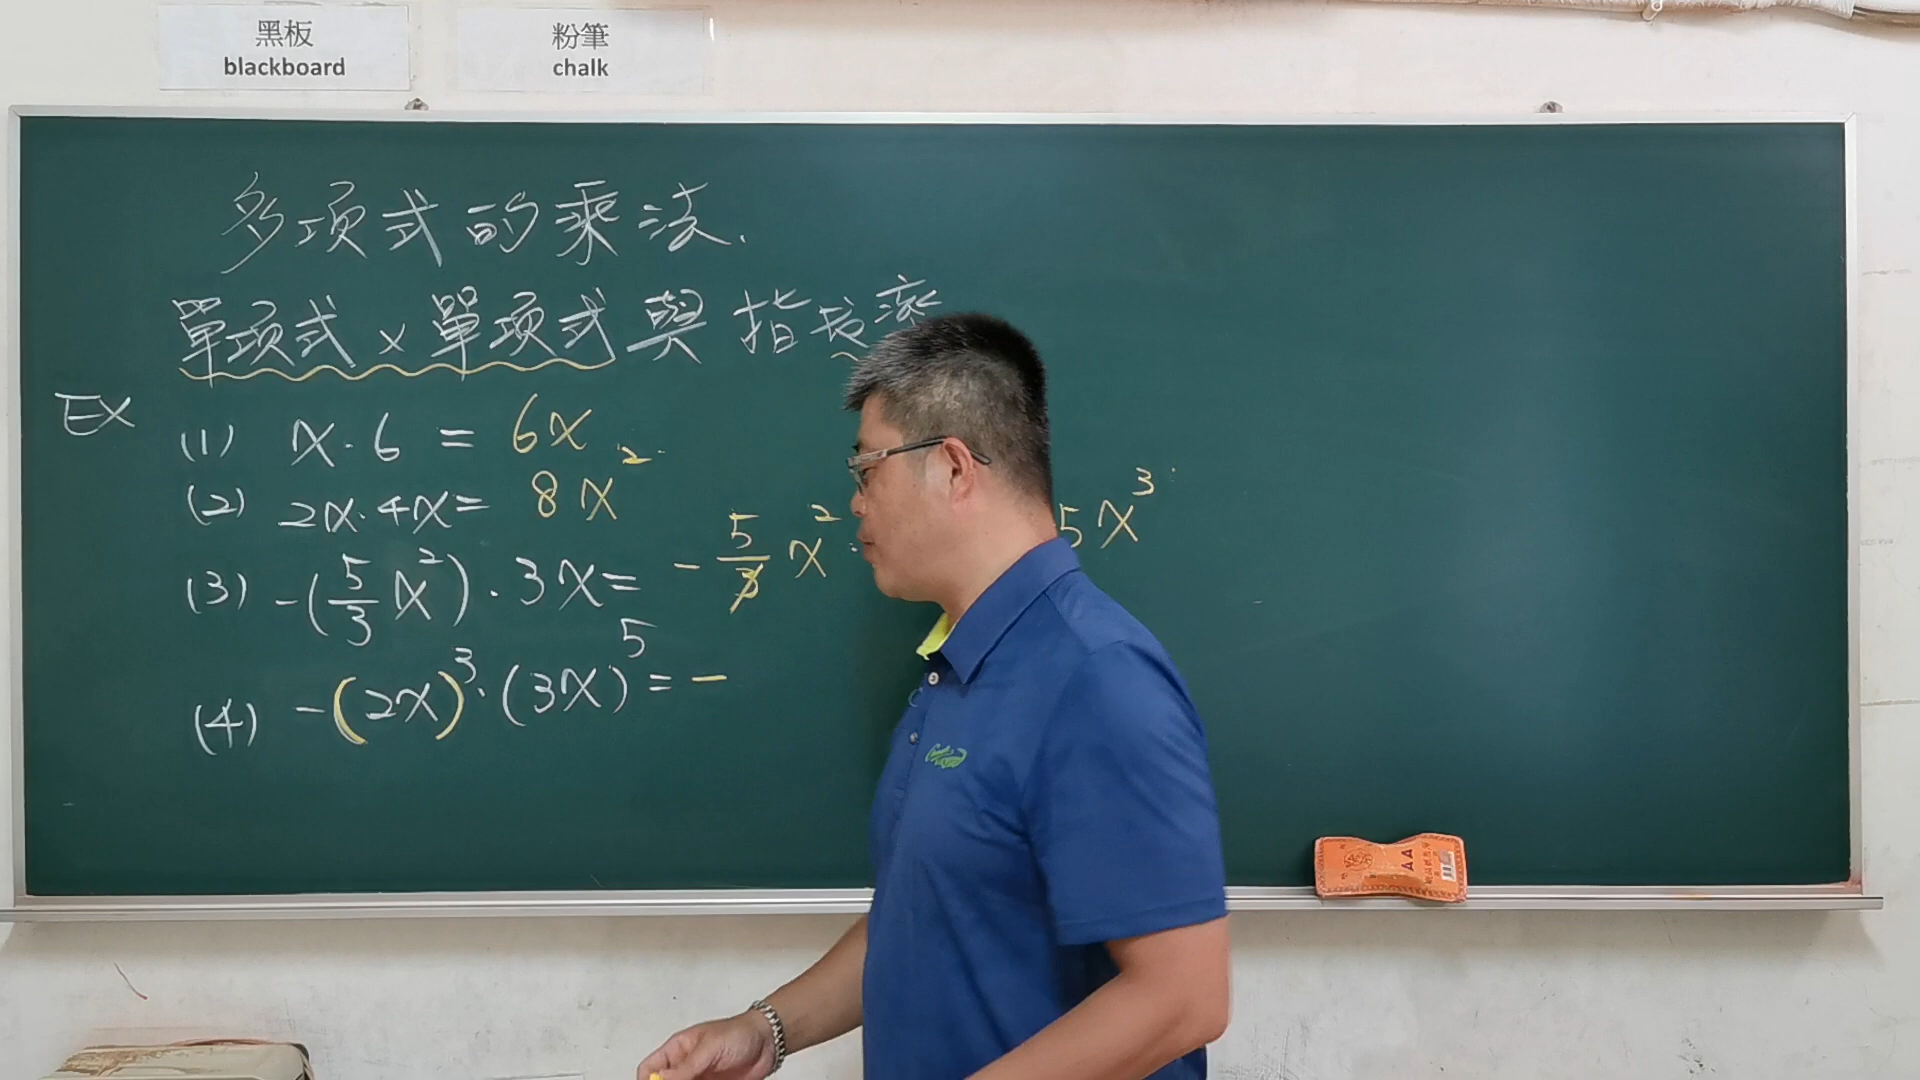 黑板
blackboard
粉筆
chalk
多項式的乘法.
單項式×單項式與指
EX
(1) x·6 = 6x
(2) 2x·4x= 8x²
(3) -(5/3 x²)·3x= -5/3 x²· 5x³
(4) -(2x)³·(3x)⁵= -
AA